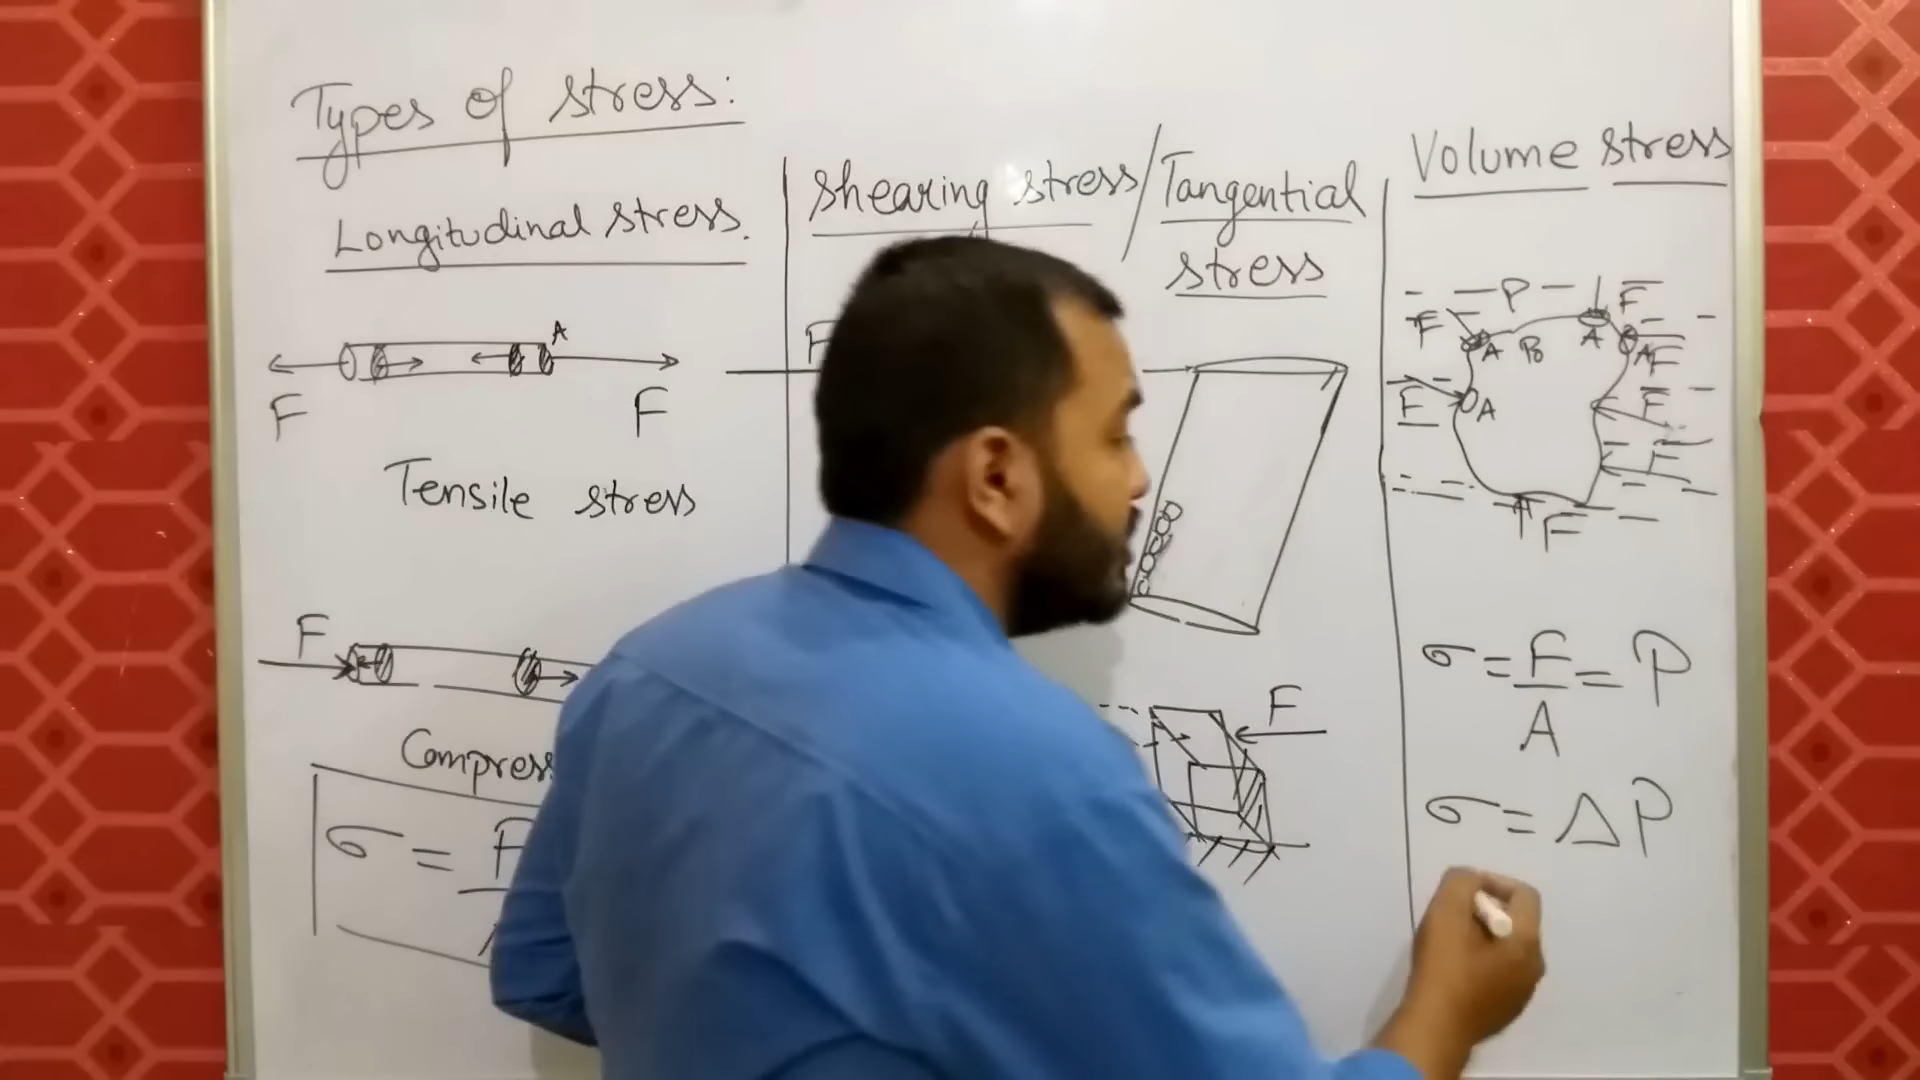 Types of stress:
Longitudinal stress.
A
F F
Tensile stress
F
Compress
σ = F
Shearing stress/Tangential
stress
F
F
Volume stress
P F
F A B A A F
F A F
F
F
σ = F/A = P
σ = ΔP